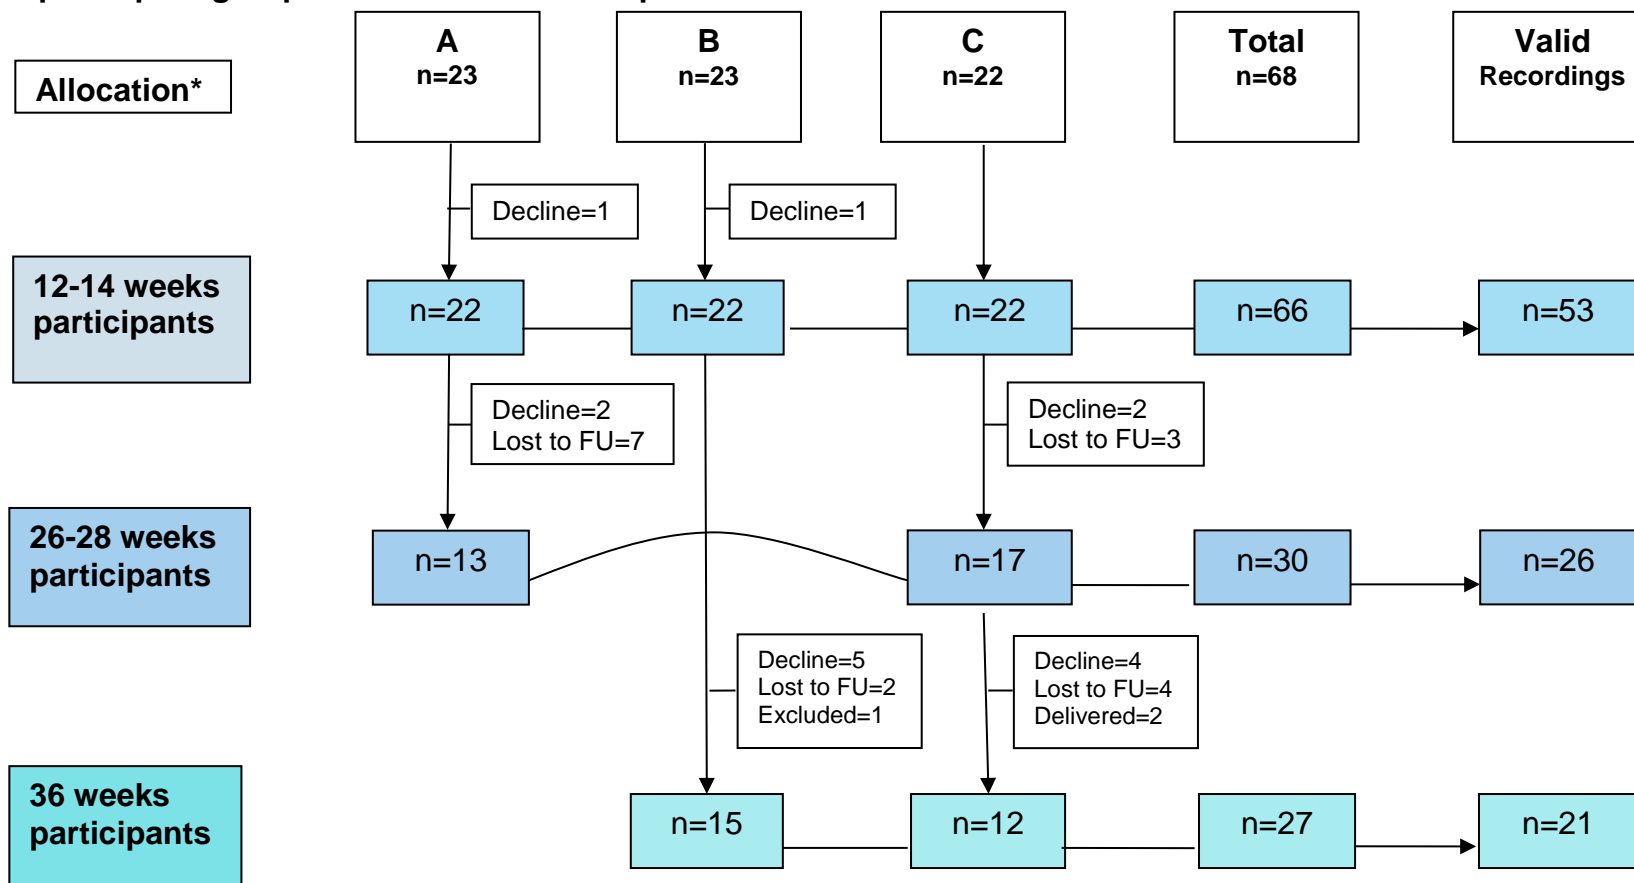 A
n=23
B
n=23
C
n=22
Total
n=68
Valid
Recordings
Allocation*
Decline=1
Decline=1
12-14 weeks
participants
n=22
n=22
n=22
n=66
n=53
Decline=2
Lost to FU=7
Decline=2
Lost to FU=3
26-28 weeks
participants
n=13
n=17
n=30
n=26
Decline=5
Lost to FU=2
Excluded=1
Decline=4
Lost to FU=4
Delivered=2
36 weeks
participants
n=15
n=12
n=27
n=21